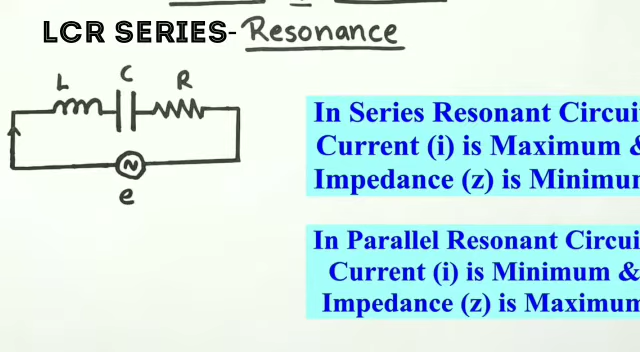 LCR SERIES- Resonance
L C R
e
In Series Resonant Circui
Current (i) is Maximum &
Impedance (z) is Minimu
In Parallel Resonant Circui
Current (i) is Minimum &
Impedance (z) is Maximum